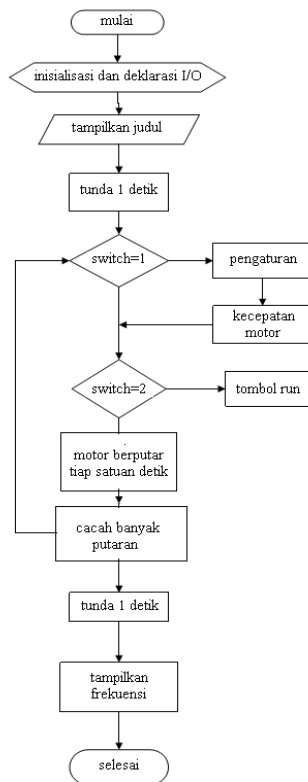 mulai
inisialisasi dan deklarasi I/O
tampilkan judul
tunda 1 detik
switch=1
pengaturan
kecepatan
motor
switch=2
tombol run
motor berputar
tiap satuan detik
cacah banyak
putaran
tunda 1 detik
tampilkan
frekuensi
selesai